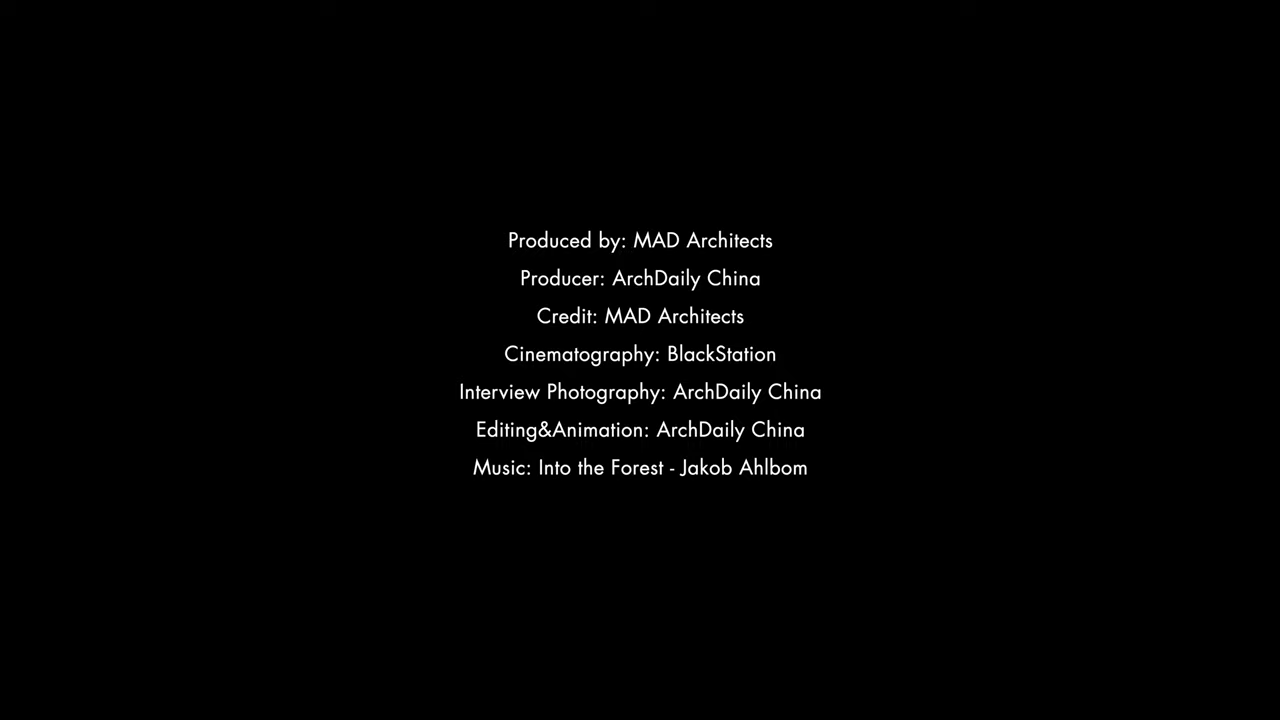 Produced by: MAD Architects
Producer: ArchDaily China
Credit: MAD Architects
Cinematography: BlackStation
Interview Photography: ArchDaily China
Editing&Animation: ArchDaily China
Music: Into the Forest - Jakob Ahlbom